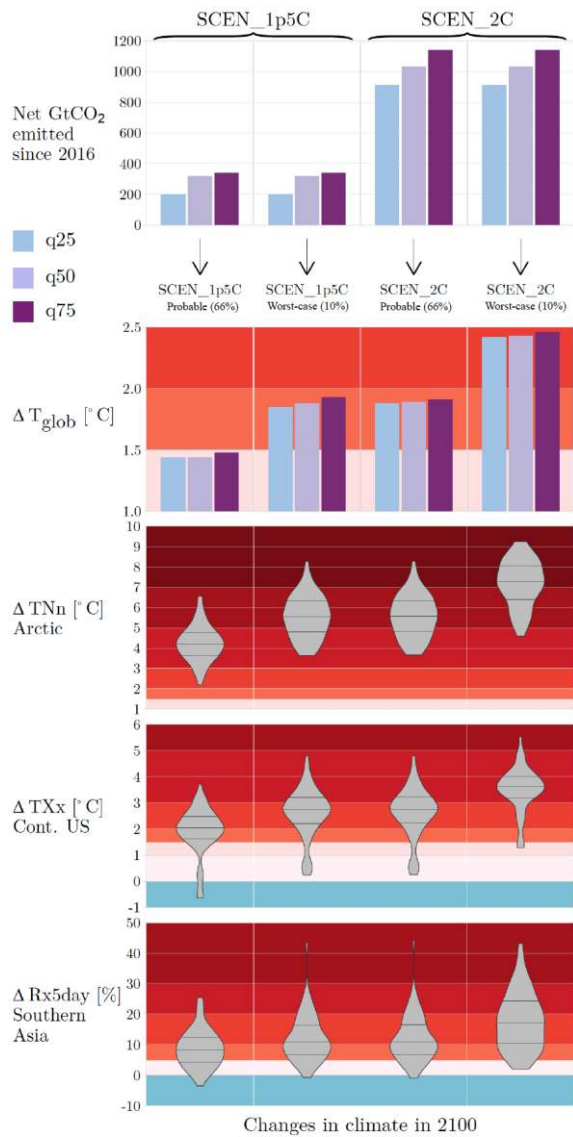 SCEN_1p5C
SCEN_2C
1200
1000
800
600
400
200
0
Net GtCO₂
emitted
since 2016
q25
q50
q75
SCEN_1p5C
Probable (66%)
SCEN_1p5C
Worst-case (10%)
SCEN_2C
Probable (66%)
SCEN_2C
Worst-case (10%)
2.5
2.0
1.5
1.0
Δ T_glob [°C]
10
9
8
7
6
5
4
3
2
1
Δ TNn [°C]
Arctic
6
5
4
3
2
1
0
-1
Δ TXx [°C]
Cont. US
50
40
30
20
10
0
-10
Δ Rx5day [%]
Southern
Asia
Changes in climate in 2100